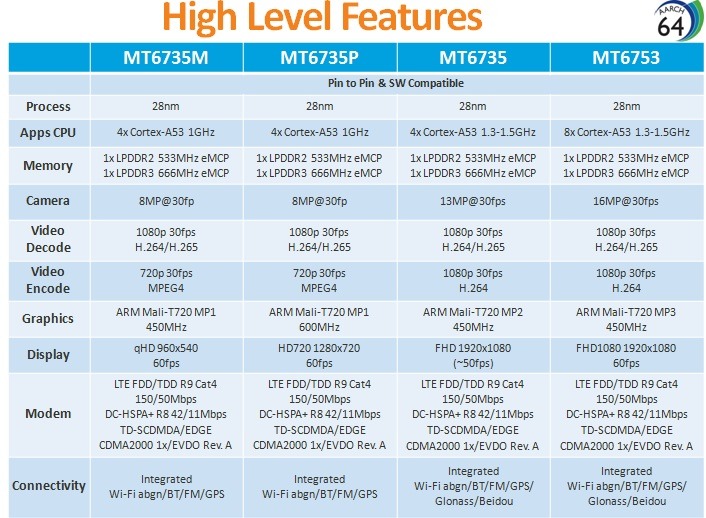 High Level Features
AARCH
64
MT6735M MT6735P MT6735 MT6753
Pin to Pin & SW Compatible
Process 28nm 28nm 28nm 28nm
Apps CPU 4x Cortex-A53 1GHz 4x Cortex-A53 1GHz 4x Cortex-A53 1.3-1.5GHz 8x Cortex-A53 1.3-1.5GHz
Memory
1x LPDDR2 533MHz eMCP 1x LPDDR2 533MHz eMCP 1x LPDDR2 533MHz eMCP 1x LPDDR2 533MHz eMCP
1x LPDDR3 666MHz eMCP 1x LPDDR3 666MHz eMCP 1x LPDDR3 666MHz eMCP 1x LPDDR3 666MHz eMCP
Camera 8MP@30fp 8MP@30fp 13MP@30fps 16MP@30fps
Video 1080p 30fps 1080p 30fps 1080p 30fps 1080p 30fps
Decode H.264/H.265 H.264/H.265 H.264/H.265 H.264/H.265
Video 720p 30fps 720p 30fps 1080p 30fps 1080p 30fps
Encode MPEG4 MPEG4 H.264 H.264
Graphics
ARM Mali-T720 MP1 ARM Mali-T720 MP1 ARM Mali-T720 MP2 ARM Mali-T720 MP3
450MHz 600MHz 450MHz 450MHz
Display
qHD 960x540 HD720 1280x720 FHD 1920x1080 FHD1080 1920x1080
60fps 60fps (~50fps) 60fps
LTE FDD/TDD R9 Cat4 LTE FDD/TDD R9 Cat4 LTE FDD/TDD R9 Cat4 LTE FDD/TDD R9 Cat4
150/50Mbps 150/50Mbps 150/50Mbps 150/50Mbps
Modem DC-HSPA+ R8 42/11Mbps DC-HSPA+ R8 42/11Mbps DC-HSPA+ R8 42/11Mbps DC-HSPA+ R8 42/11Mbps
TD-SCDMDA/EDGE TD-SCDMDA/EDGE TD-SCDMDA/EDGE TD-SCDMDA/EDGE
CDMA2000 1x/EVDO Rev. A CDMA2000 1x/EVDO Rev. A CDMA2000 1x/EVDO Rev. A CDMA2000 1x/EVDO Rev. A
Connectivity
Integrated Integrated Integrated Integrated
Wi-Fi abgn/BT/FM/GPS Wi-Fi abgn/BT/FM/GPS Wi-Fi abgn/BT/FM/GPS/ Wi-Fi abgn/BT/FM/GPS/
Glonass/Beidou Glonass/Beidou